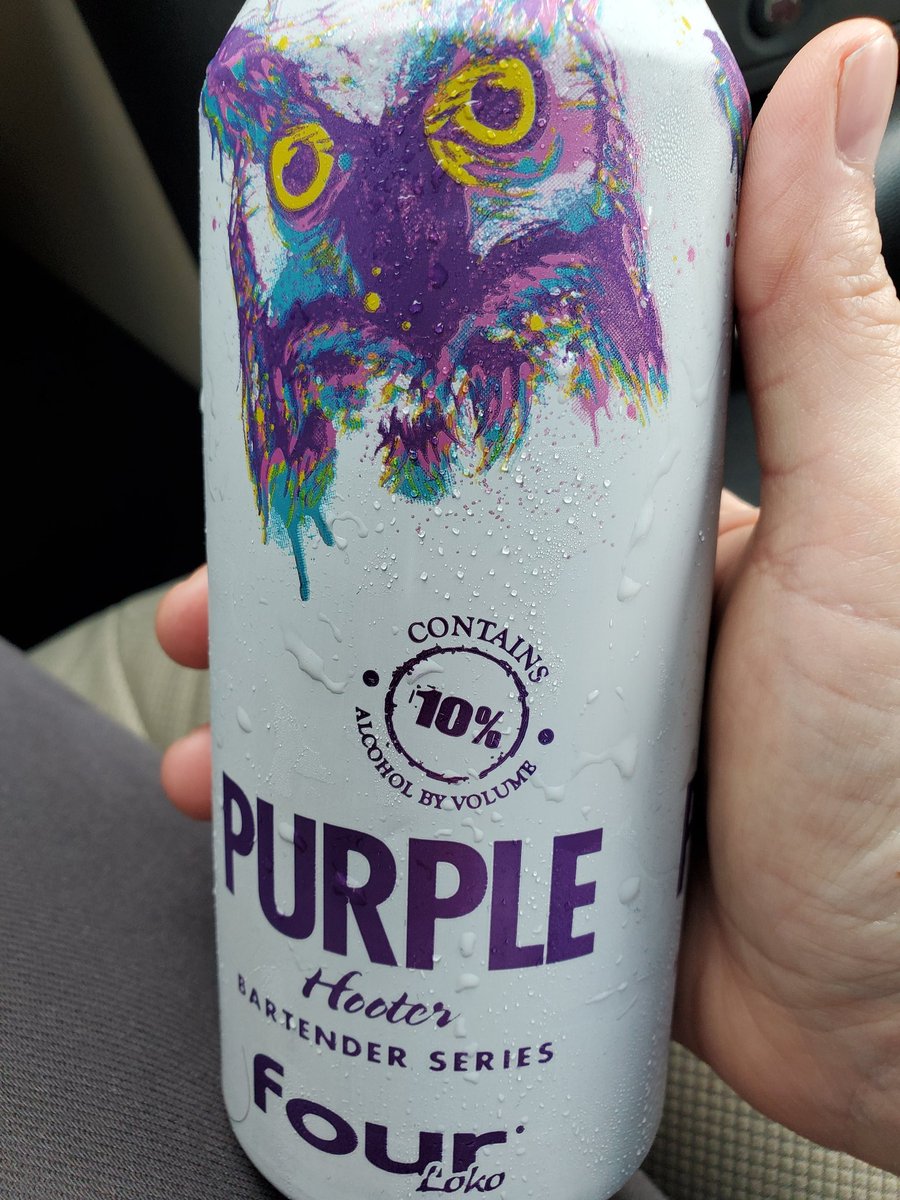 CONTAINS
10%
ALCOHOL BY VOLUME
PURPLE
Hooter
BARTENDER SERIES
Four
Loko